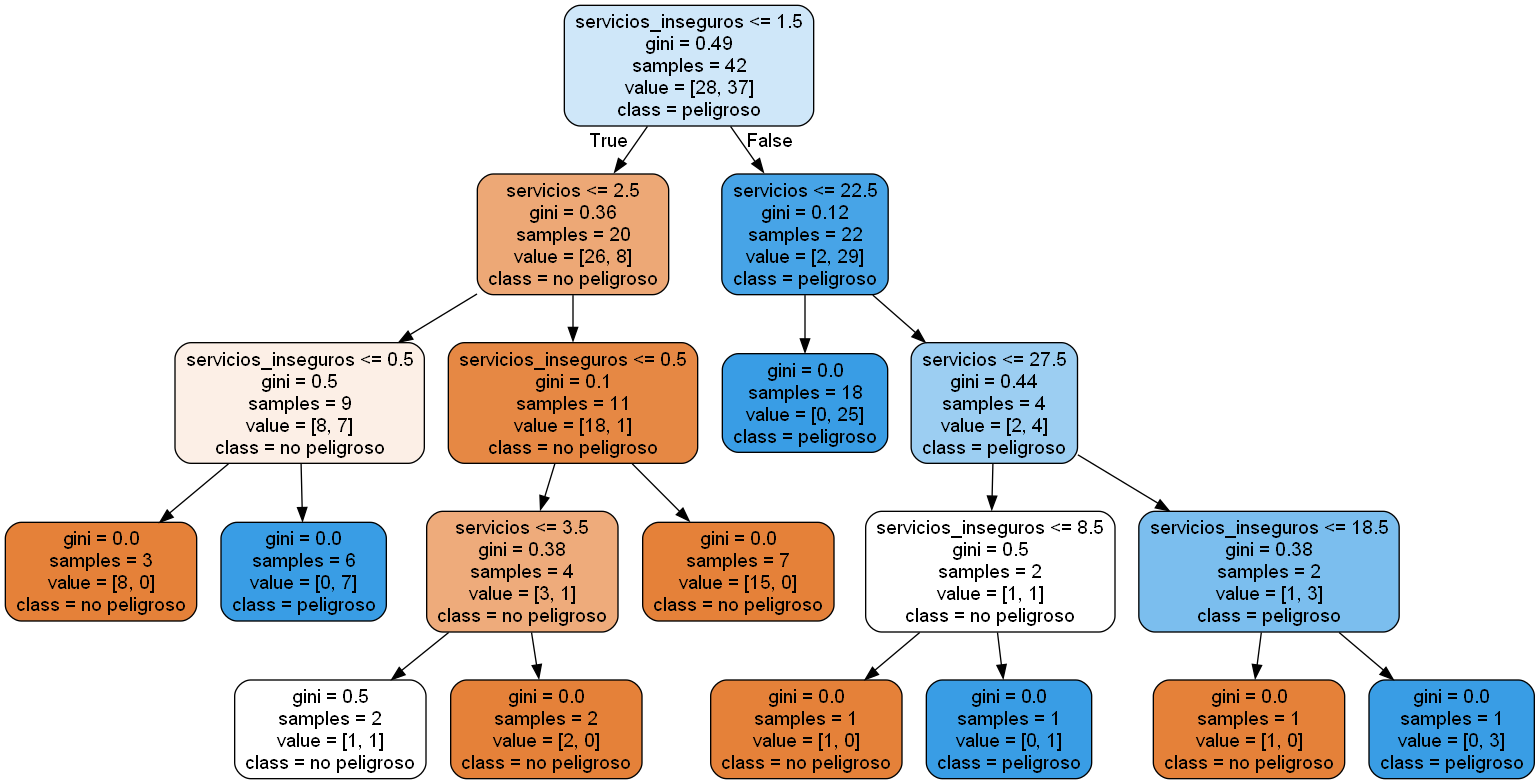 servicios_inseguros <= 1.5
gini = 0.49
samples = 42
value = [28, 37]
class = peligroso
True
False
servicios <= 2.5
gini = 0.36
samples = 20
value = [26, 8]
class = no peligroso
servicios <= 22.5
gini = 0.12
samples = 22
value = [2, 29]
class = peligroso
servicios_inseguros <= 0.5
gini = 0.5
samples = 9
value = [8, 7]
class = no peligroso
servicios_inseguros <= 0.5
gini = 0.1
samples = 11
value = [18, 1]
class = no peligroso
gini = 0.0
samples = 18
value = [0, 25]
class = peligroso
servicios <= 27.5
gini = 0.44
samples = 4
value = [2, 4]
class = peligroso
gini = 0.0
samples = 3
value = [8, 0]
class = no peligroso
gini = 0.0
samples = 6
value = [0, 7]
class = peligroso
servicios <= 3.5
gini = 0.38
samples = 4
value = [3, 1]
class = no peligroso
gini = 0.0
samples = 7
value = [15, 0]
class = no peligroso
servicios_inseguros <= 8.5
gini = 0.5
samples = 2
value = [1, 1]
class = no peligroso
servicios_inseguros <= 18.5
gini = 0.38
samples = 2
value = [1, 3]
class = peligroso
gini = 0.5
samples = 2
value = [1, 1]
class = no peligroso
gini = 0.0
samples = 2
value = [2, 0]
class = no peligroso
gini = 0.0
samples = 1
value = [1, 0]
class = no peligroso
gini = 0.0
samples = 1
value = [0, 1]
class = peligroso
gini = 0.0
samples = 1
value = [1, 0]
class = no peligroso
gini = 0.0
samples = 1
value = [0, 3]
class = peligroso